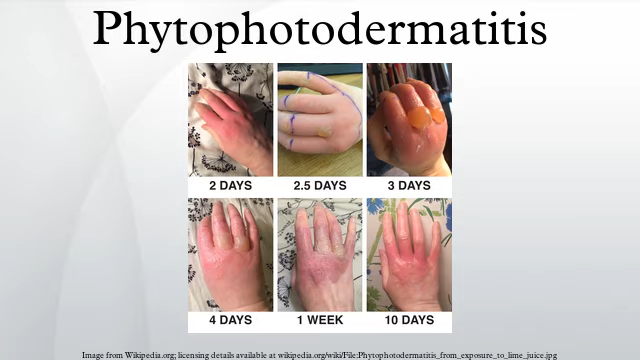 Phytophotodermatitis
2 DAYS 2.5 DAYS 3 DAYS
4 DAYS 1 WEEK 10 DAYS
Image from Wikipedia.org; licensing details available at wikipedia.org/wiki/File:Phytophotodermatitis_from_exposure_to_lime_juice.jpg